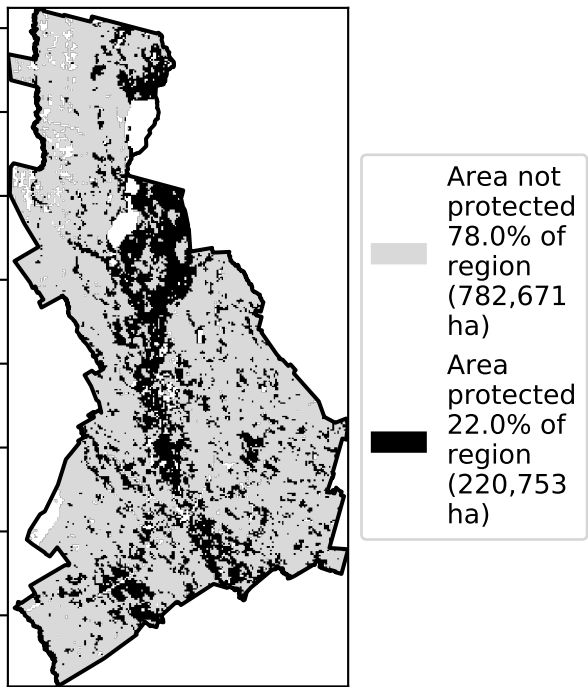 Area not
protected
78.0% of
region
(782,671
ha)
Area
protected
22.0% of
region
(220,753
ha)